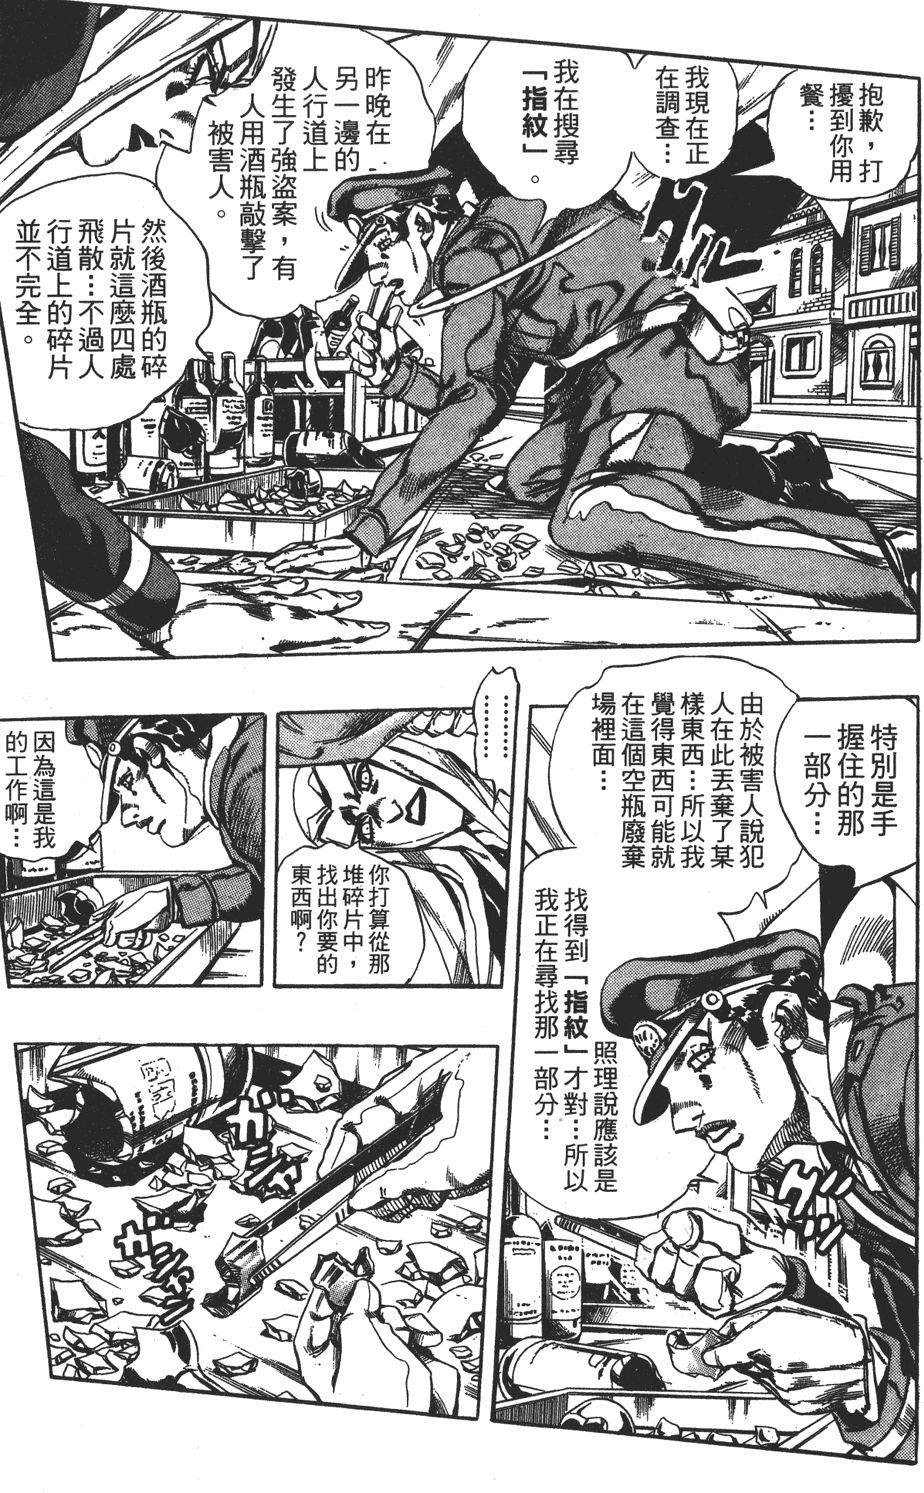 抱歉，打
擾到你用
餐…
我現在正
在調查…
我在搜尋
「指紋」。
昨晚在
另一邊的
人行道上
發生了強盜案，有
人用酒瓶敲擊了
被害人。
然後酒瓶的碎
片就這麼四處
飛散…不過人
行道上的碎片
並不完全。
特別是手
握住的那
一部分…
由於被害人說犯
人在此丟棄了某
樣東西…所以我
覺得東西可能就
在這個空瓶廢棄
場裡面…
照理說應該是
找得到「指紋」才對…所以
我正在尋找那一部分…
…………
你打算從那
堆碎片中，
找出你要的
東西啊？
因為這是我
的工作啊…
ガチャ
ガチャ